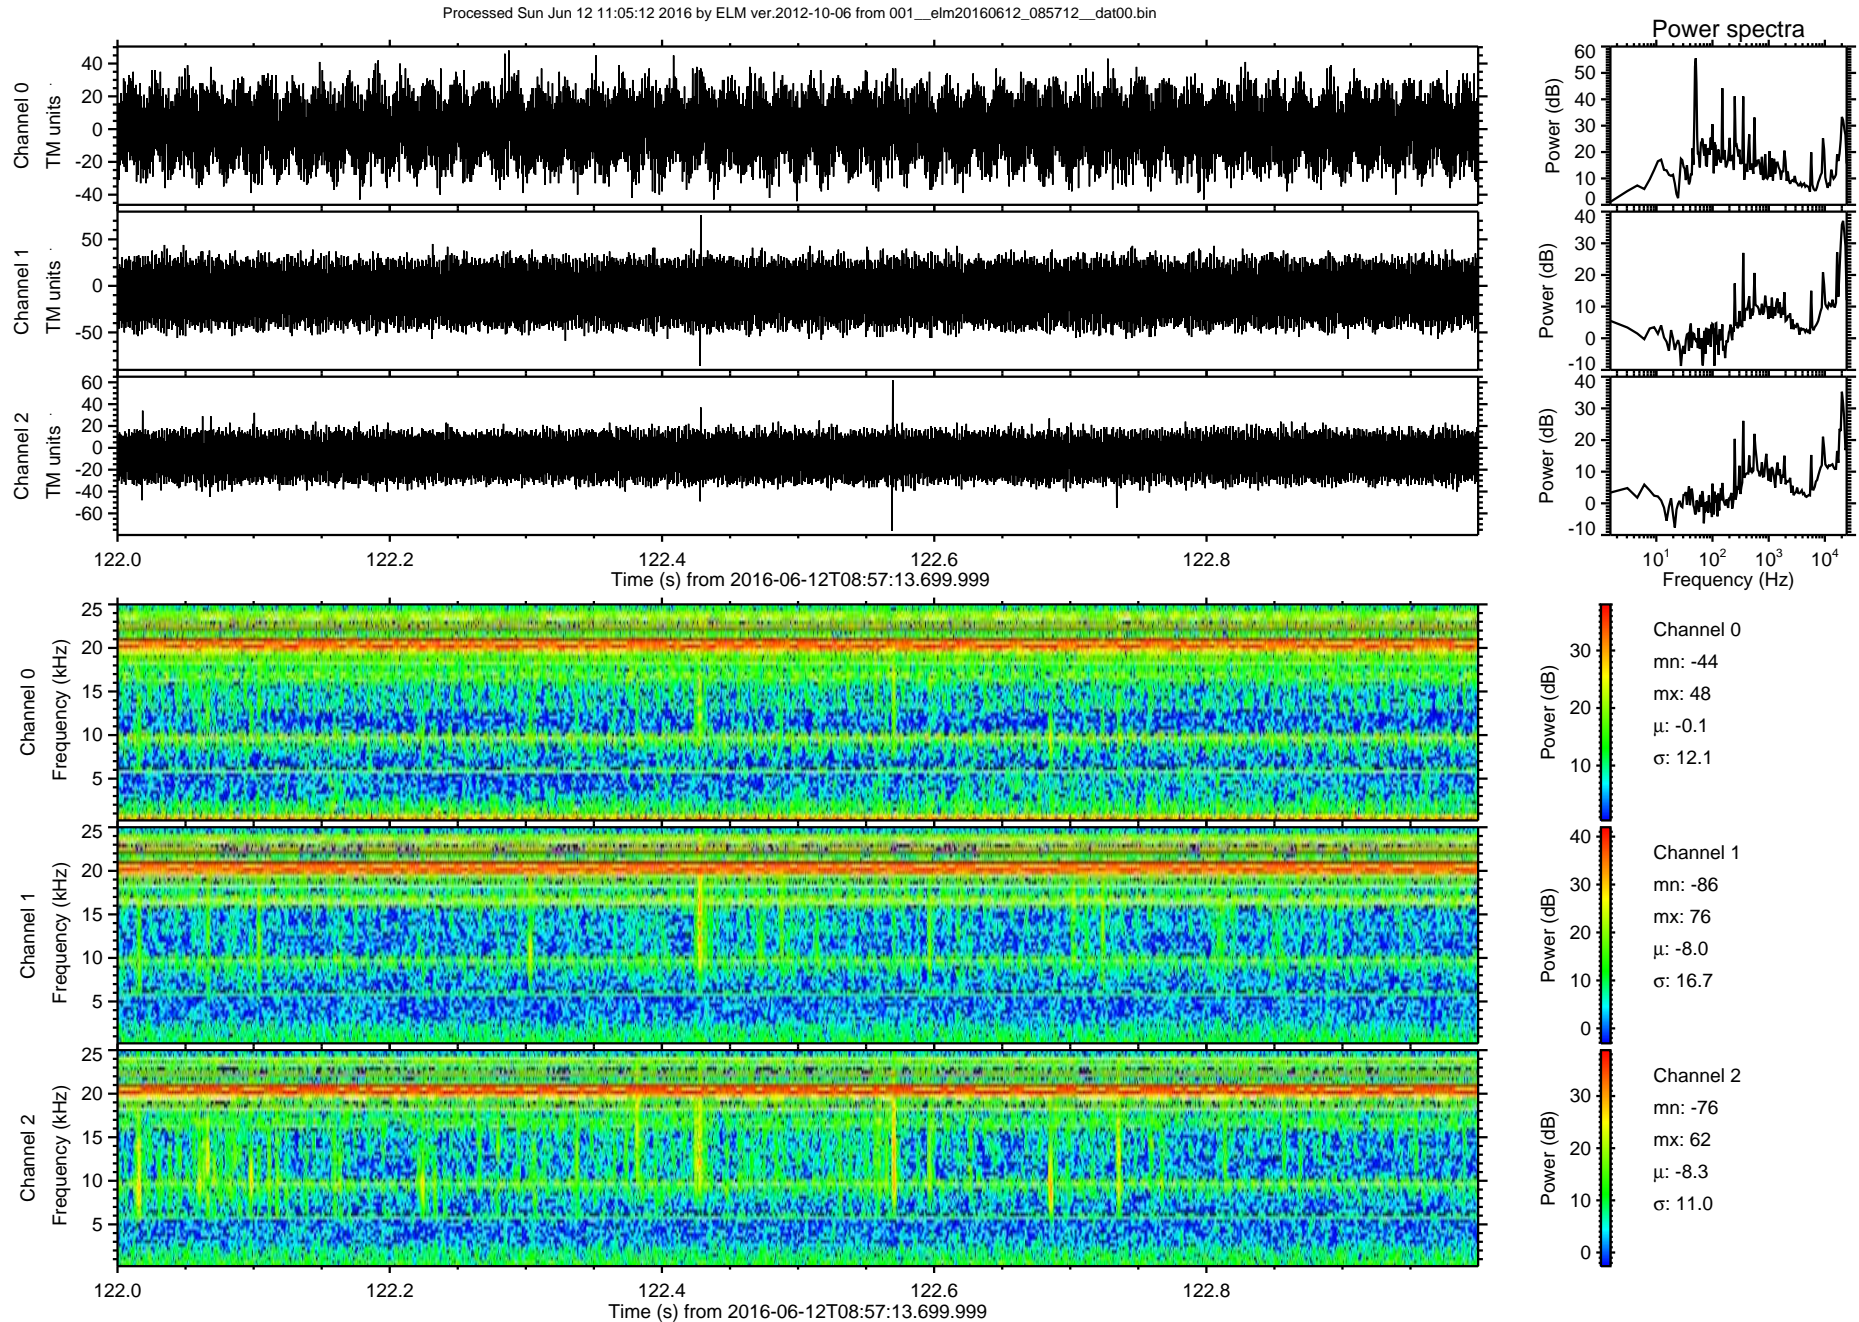 Processed Sun Jun 12 11:05:12 2016 by ELM ver.2012-10-06 from 001__elm20160612_085712__dat00.bin
Power spectra
Channel 0
TM units
40
20
0
-20
-40
Power (dB)
60
50
40
30
20
10
0
Channel 1
TM units
50
0
-50
Power (dB)
40
30
20
10
0
-10
Channel 2
TM units
60
40
20
0
-20
-40
-60
Power (dB)
40
30
20
10
0
-10
122.0 122.2 122.4 122.6 122.8
Time (s) from 2016-06-12T08:57:13.699.999
10^1 10^2 10^3 10^4
Frequency (Hz)
Channel 0
Frequency (kHz)
25
20
15
10
5
Power (dB)
30
20
10
Channel 0
mn: -44
mx: 48
μ: -0.1
σ: 12.1
Channel 1
Frequency (kHz)
25
20
15
10
5
Power (dB)
40
30
20
10
0
Channel 1
mn: -86
mx: 76
μ: -8.0
σ: 16.7
Channel 2
Frequency (kHz)
25
20
15
10
5
Power (dB)
30
20
10
0
Channel 2
mn: -76
mx: 62
μ: -8.3
σ: 11.0
122.0 122.2 122.4 122.6 122.8
Time (s) from 2016-06-12T08:57:13.699.999